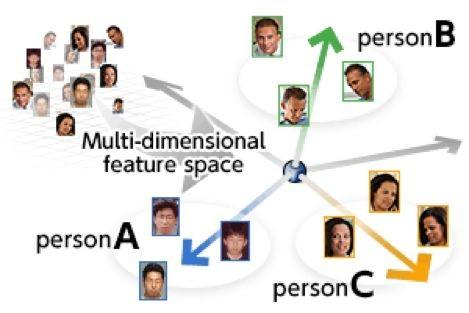 person B
Multi-dimensional
feature space
person A
person C